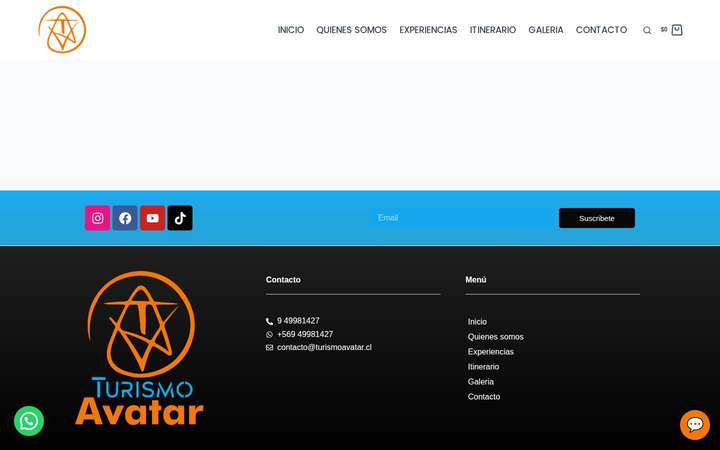 INICIO QUIENES SOMOS EXPERIENCIAS ITINERARIO GALERIA CONTACTO $0
Email Suscribete
Contacto
9 49981427
+569 49981427
contacto@turismoavatar.cl
Menú
Inicio
Quienes somos
Experiencias
Itinerario
Galeria
Contacto
TURISMO
Avatar